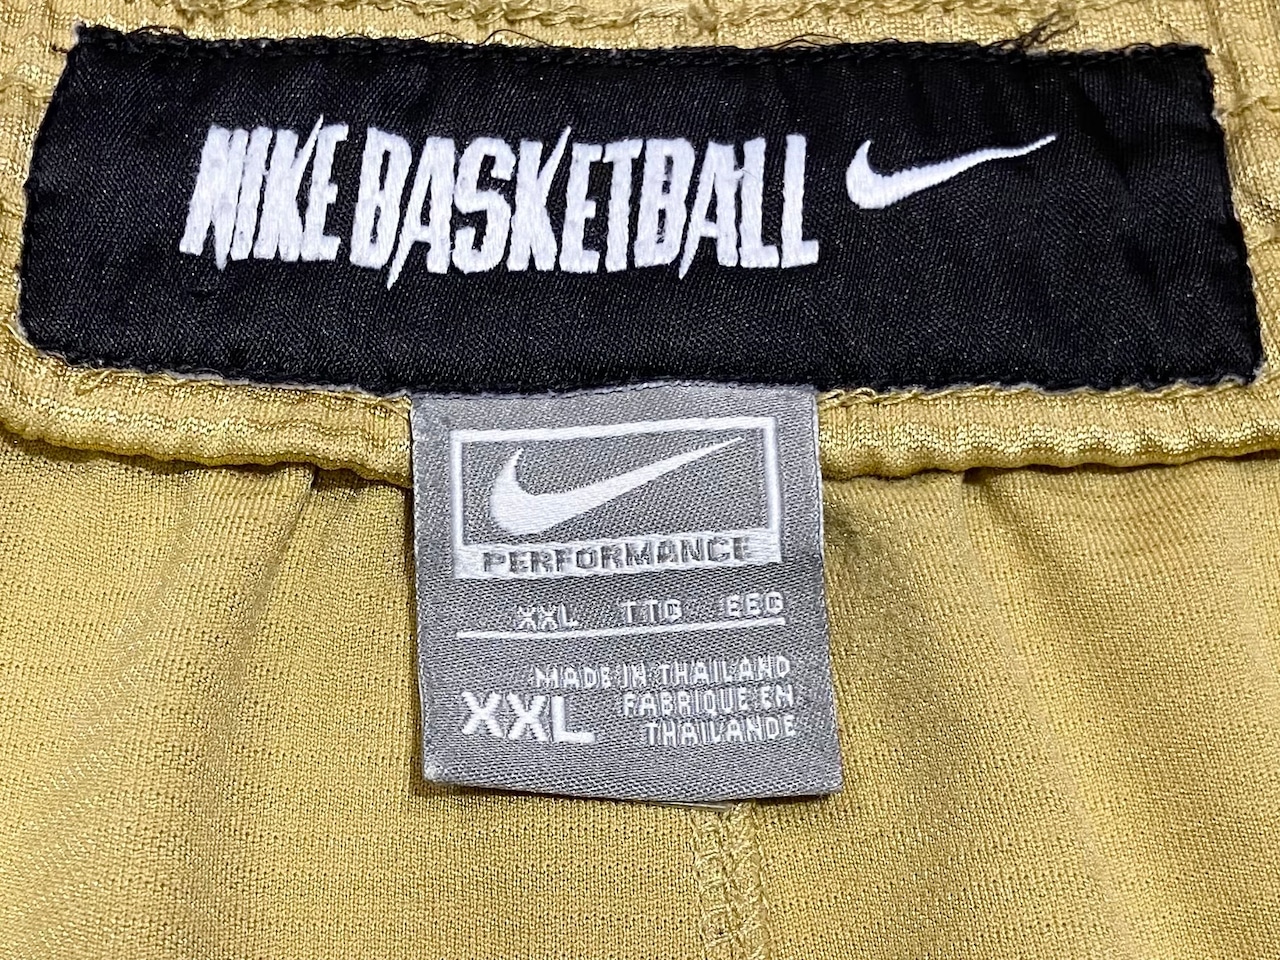 NIKE BASKETBALL
PERFORMANCE
XXL TTG EEG
MADE IN THAILAND
XXL FABRIQUE EN
THAILANDE